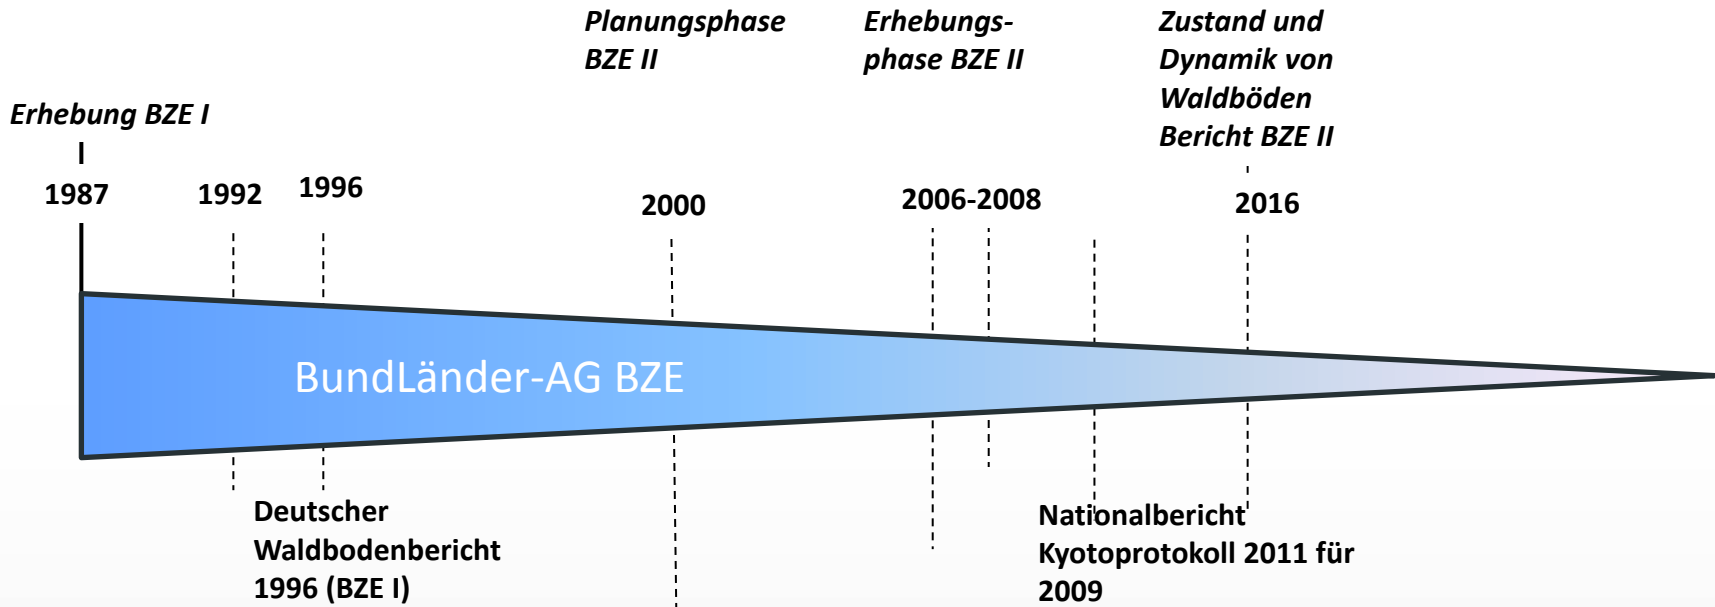 Planungsphase
BZE II
Erhebungs-
phase BZE II
Zustand und
Dynamik von
Waldböden
Bericht BZE II
Erhebung BZE I
1987
1992
1996
2000
2006-2008
2016
BundLänder-AG BZE
Deutscher
Waldbodenbericht
1996 (BZE I)
Nationalbericht
Kyotoprotokoll 2011 für
2009